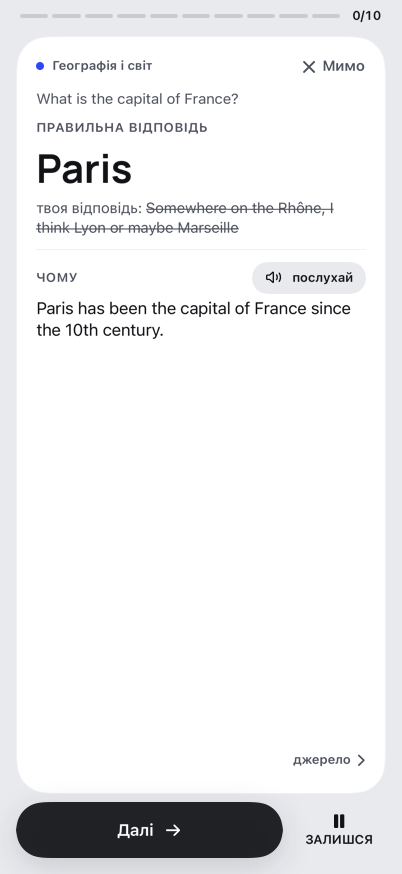 0/10
Географія і світ
Мимо
What is the capital of France?
ПРАВИЛЬНА ВІДПОВІДЬ
Paris
твоя відповідь: Somewhere on the Rhône, I
think Lyon or maybe Marseille
ЧОМУ
послухай
Paris has been the capital of France since
the 10th century.
джерело
Далі
ЗАЛИШСЯ